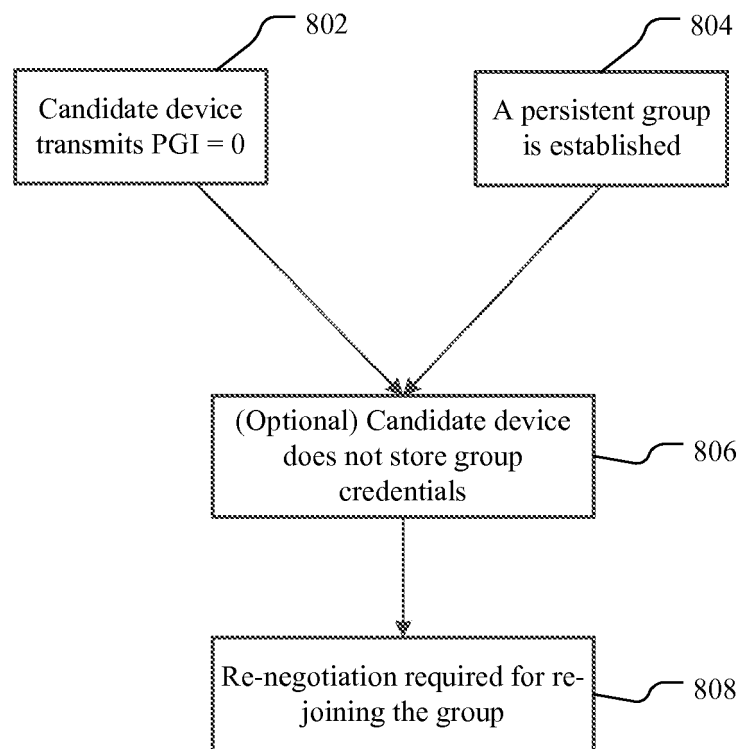 802
804
Candidate device
transmits PGI = 0
A persistent group
is established
(Optional) Candidate device
does not store group
credentials
806
Re-negotiation required for re-
joining the group
808